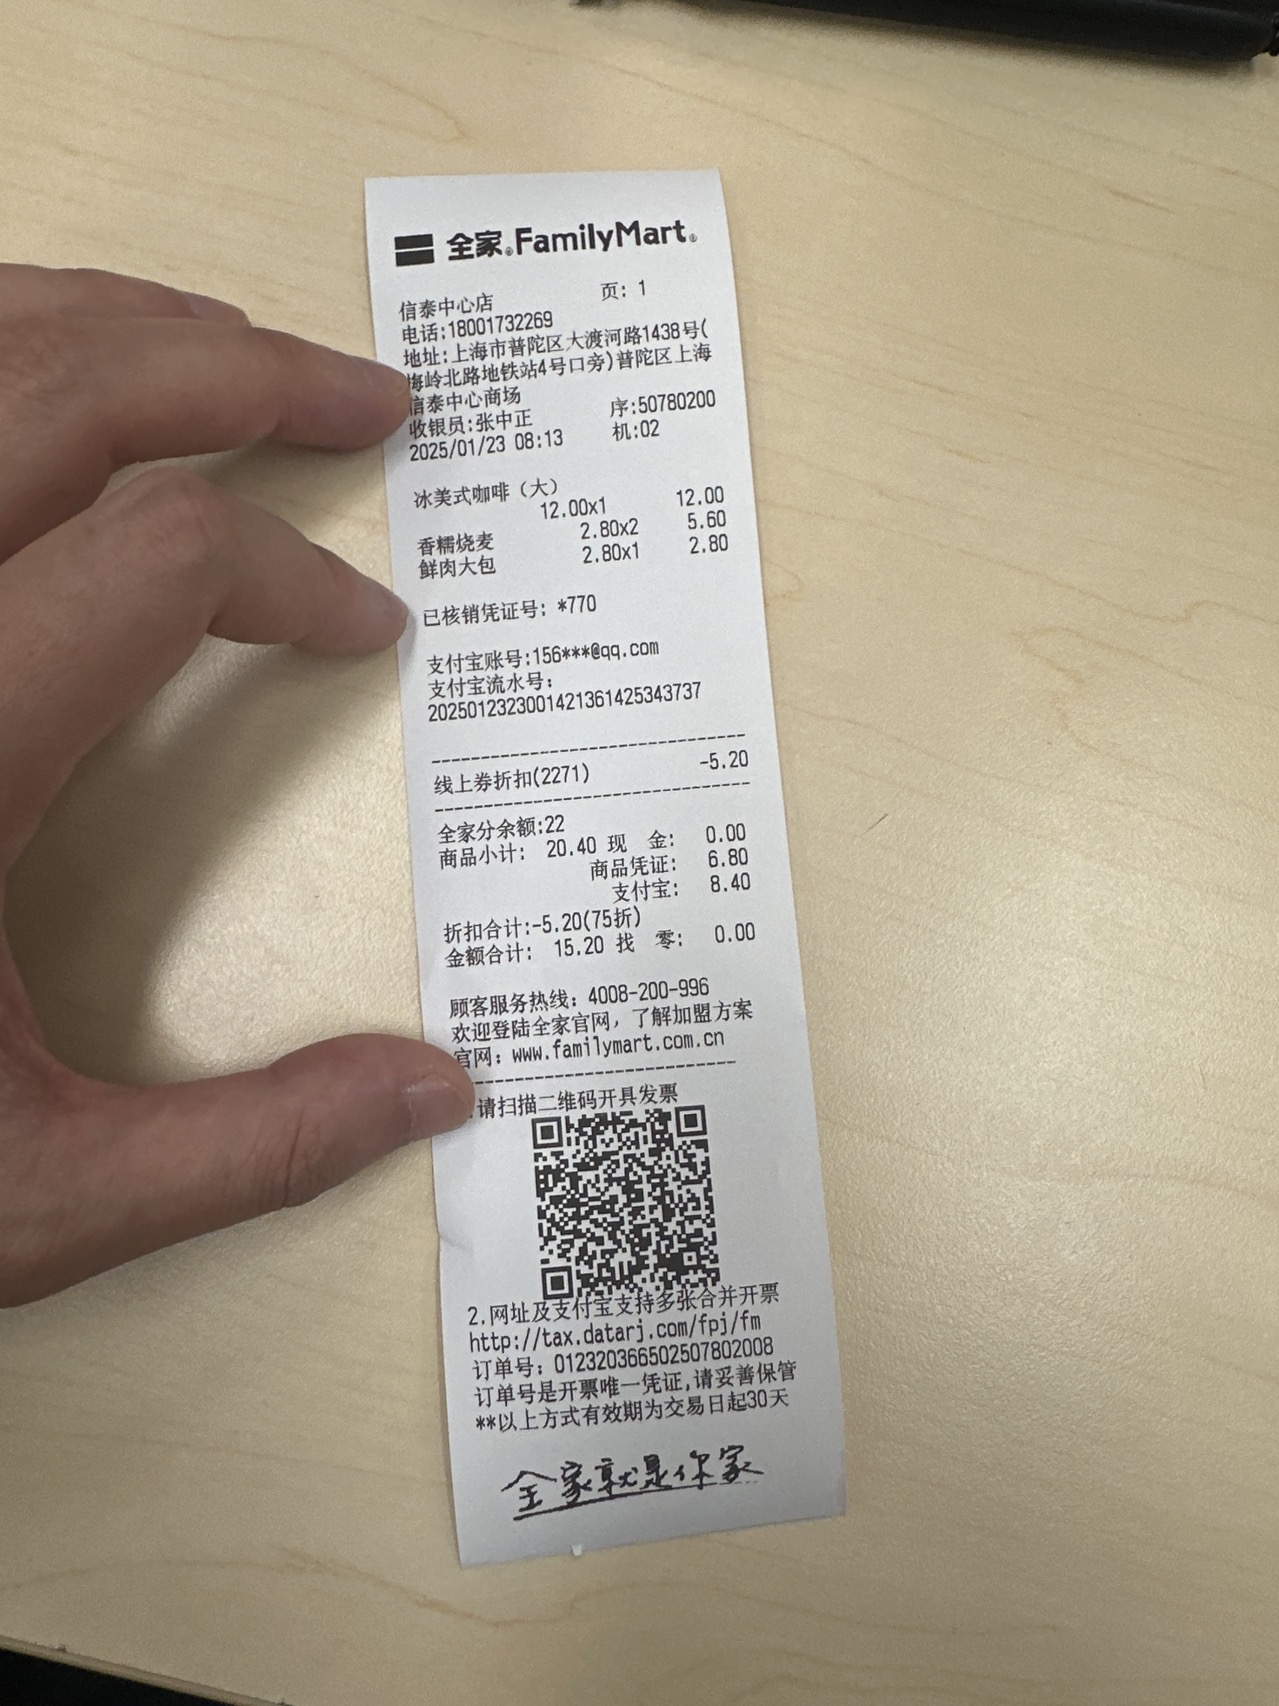 全家®FamilyMart®
信泰中心店 页: 1
电话:18001732269
地址:上海市普陀区大渡河路1438号(
梅岭北路地铁站4号口旁)普陀区上海
信泰中心商场
收银员:张中正 序:50780200
2025/01/23 08:13 机:02
冰美式咖啡（大）
12.00x1 12.00
香糯烧麦 2.80x2 5.60
鲜肉大包 2.80x1 2.80
已核销凭证号: *770
支付宝账号:156***@qq.com
支付宝流水号:
2025012323001421361425343737
------------------------------
线上券折扣(2271) -5.20
------------------------------
全家分余额:22
商品小计: 20.40 现 金: 0.00
商品凭证: 6.80
支付宝: 8.40
折扣合计:-5.20(75折)
金额合计: 15.20 找 零: 0.00
顾客服务热线: 4008-200-996
欢迎登陆全家官网，了解加盟方案
官网: www.familymart.com.cn
------------------------------
请扫描二维码开具发票
2.网址及支付宝支持多张合并开票
http://tax.datarj.com/fpj/fm
订单号: 012320366502507802008
订单号是开票唯一凭证,请妥善保管
**以上方式有效期为交易日起30天
全家就是你家